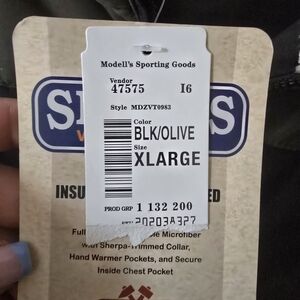 Modell's Sporting Goods
Vendor
47575 I6
Style MDZVT0983
Color
BLK/OLIVE
Size
XLARGE
PROD GRP 1 132 200
Microfiber
with Sherpa-Trimmed Collar,
Hand Warmer Pockets, and Secure
Inside Chest Pocket